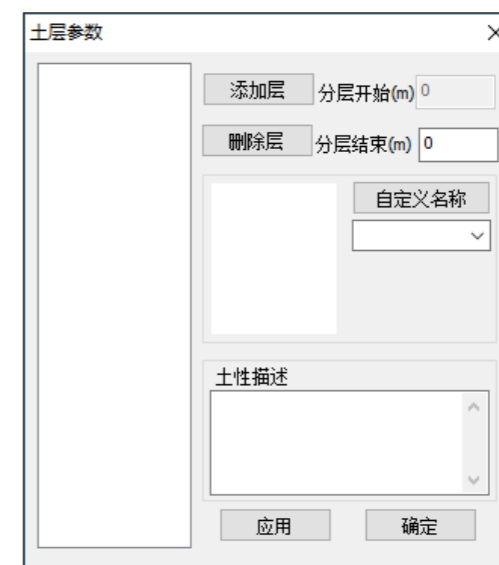 土层参数
添加层 分层开始(m) 0
删除层 分层结束(m) 0
自定义名称
土性描述
应用 确定